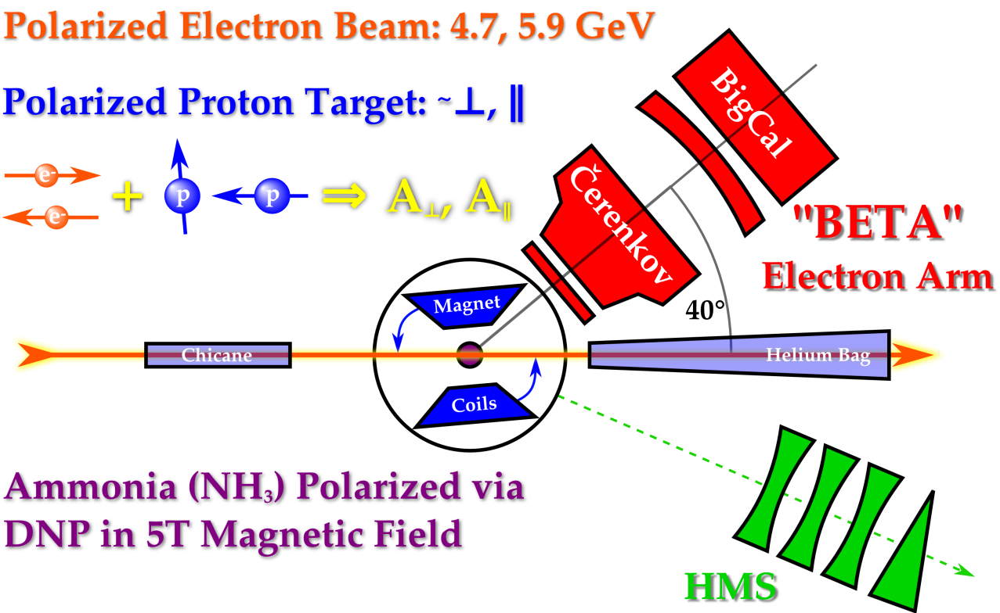 Polarized Electron Beam: 4.7, 5.9 GeV
Polarized Proton Target: ~⊥, ∥
e⁻
e⁻
+
p
p
⇒ A⊥, A∥
BigCal
Čerenkov
"BETA"
Electron Arm
40°
Magnet
Chicane
Helium Bag
Coils
Ammonia (NH₃) Polarized via
DNP in 5T Magnetic Field
HMS